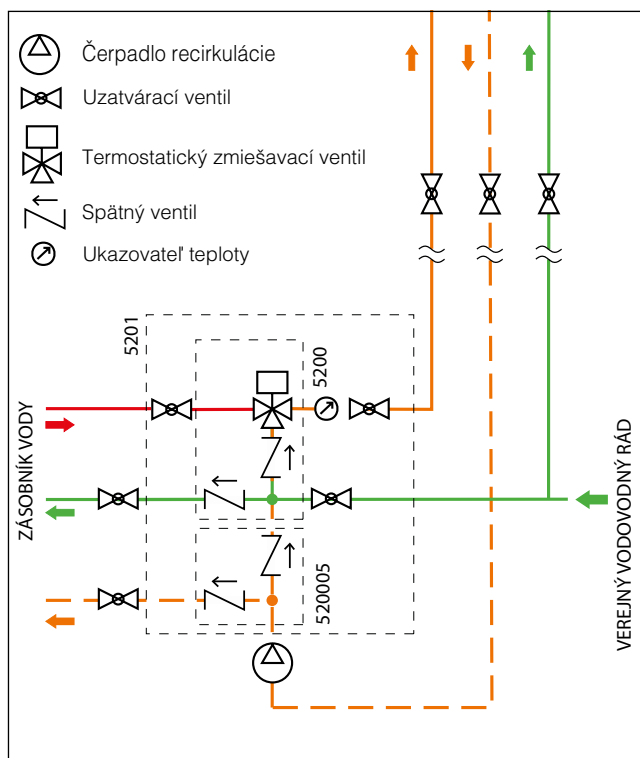 Čerpadlo recirkulácie
Uzatvárací ventil
Termostatický zmiešavací ventil
Spätný ventil
Ukazovateľ teploty
5201
5200
ZÁSOBNÍK VODY
520005
VEREJNÝ VODOVODNÝ RÁD